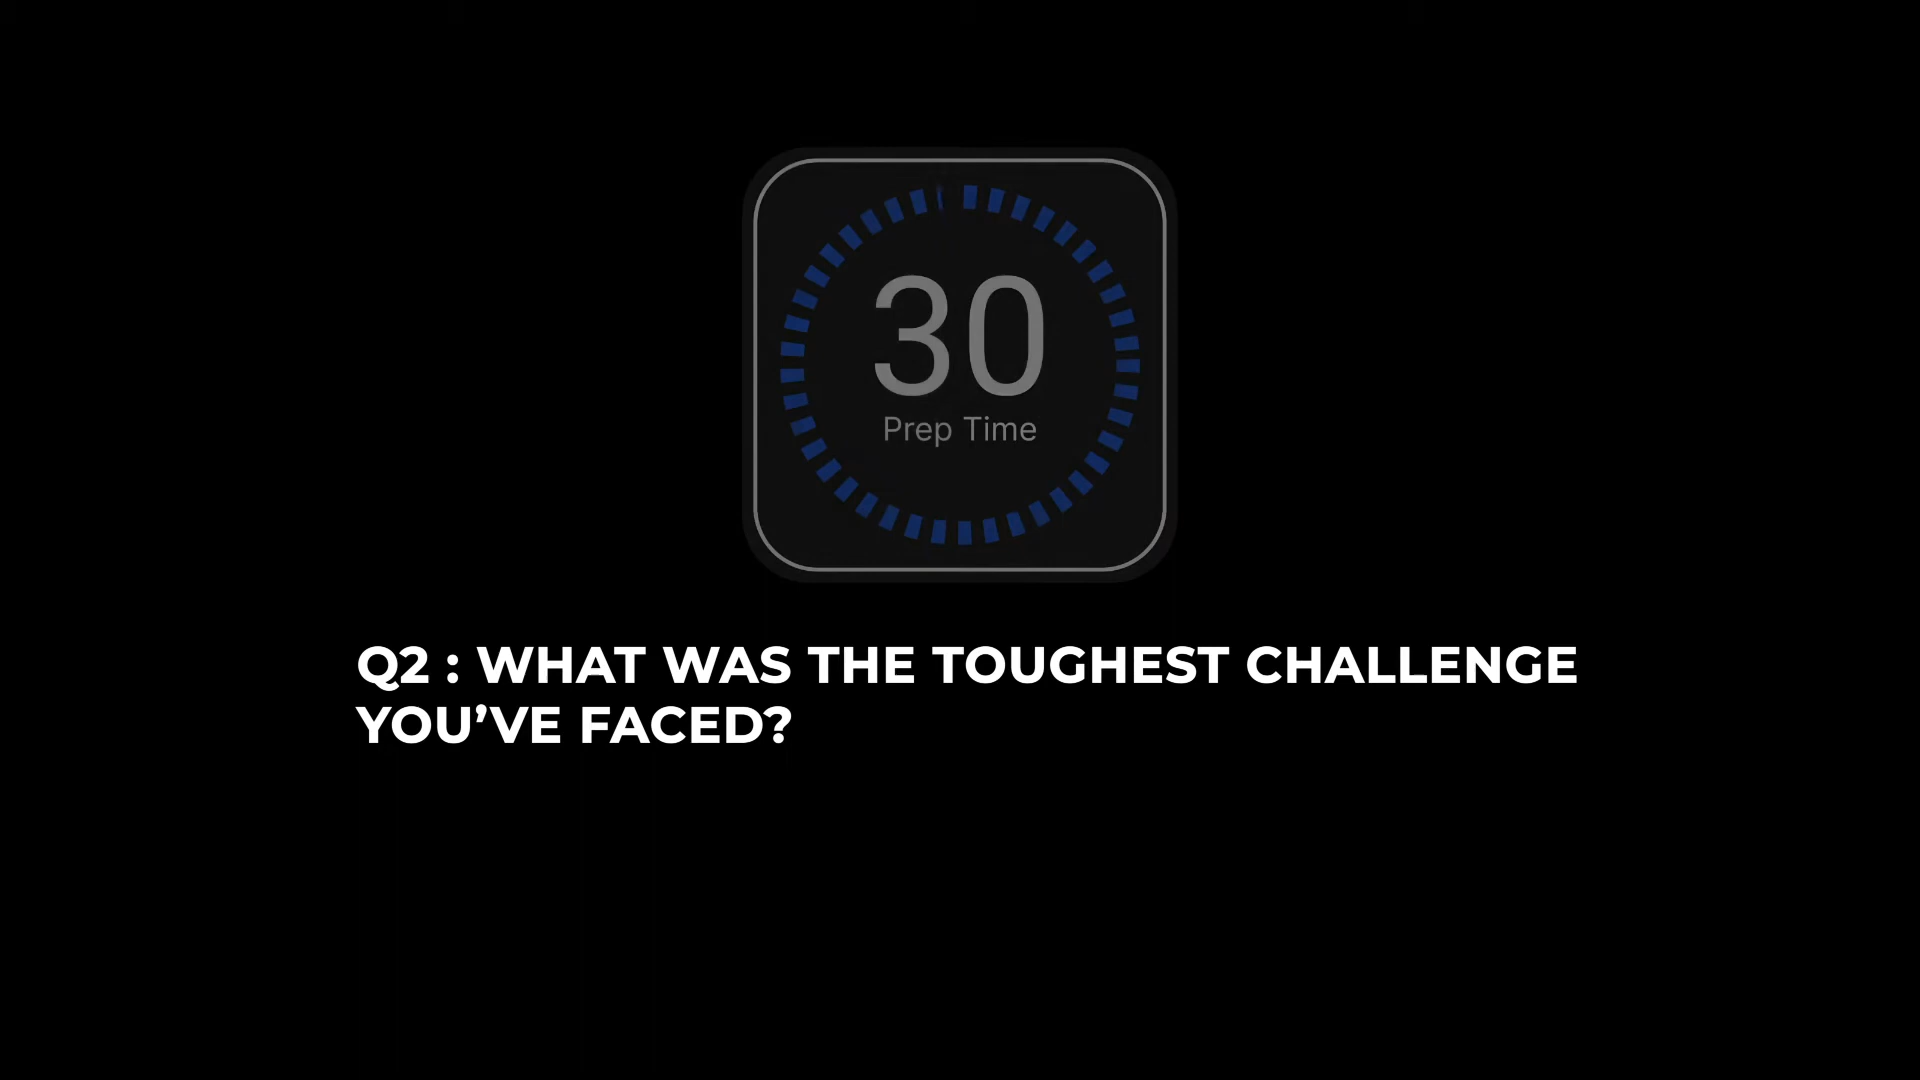 30
Prep Time
Q2 : WHAT WAS THE TOUGHEST CHALLENGE
YOU’VE FACED?